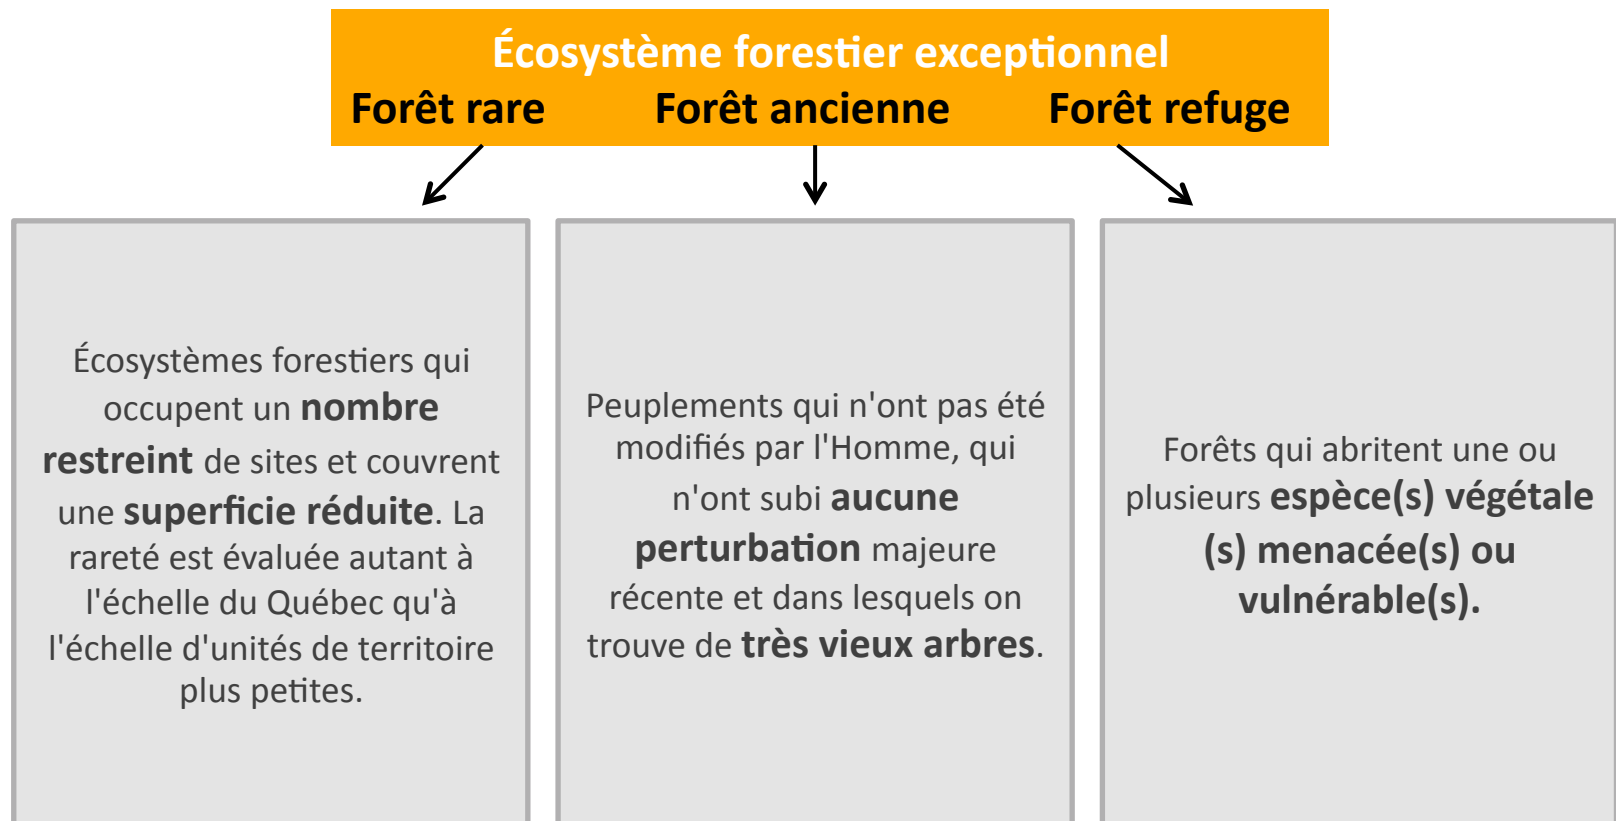 Écosystème forestier exceptionnel
Forêt rare Forêt ancienne Forêt refuge
Écosystèmes forestiers qui
occupent un nombre
restreint de sites et couvrent
une superficie réduite. La
rareté est évaluée autant à
l'échelle du Québec qu'à
l'échelle d'unités de territoire
plus petites.
Peuplements qui n'ont pas été
modifiés par l'Homme, qui
n'ont subi aucune
perturbation majeure
récente et dans lesquels on
trouve de très vieux arbres.
Forêts qui abritent une ou
plusieurs espèce(s) végétale
(s) menacée(s) ou
vulnérable(s).